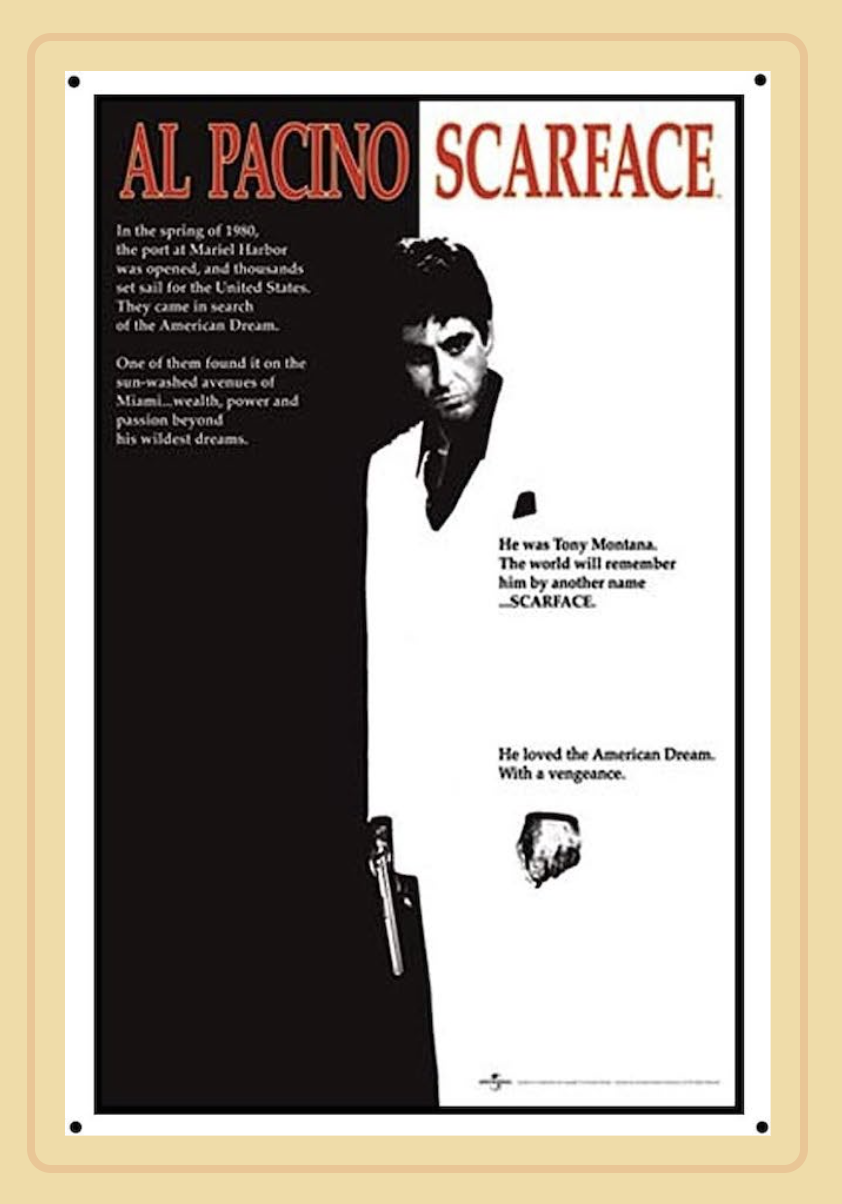 AL PACINO SCARFACE
In the spring of 1980,
the port at Mariel Harbor
was opened, and thousands
set sail for the United States.
They came in search
of the American Dream.
One of them found it on the
sun-washed avenues of
Miami...wealth, power and
passion beyond
his wildest dreams.
He was Tony Montana.
The world will remember
him by another name
...SCARFACE.
He loved the American Dream.
With a vengeance.